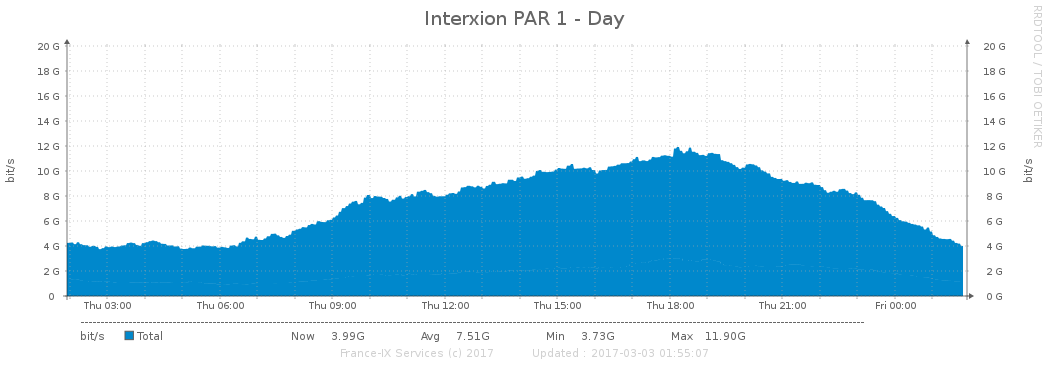 Interxion PAR 1 - Day
RRDTOOL / TOBI OETIKER
bit/s
bit/s
20 G 20 G
18 G 18 G
16 G 16 G
14 G 14 G
12 G 12 G
10 G 10 G
8 G 8 G
6 G 6 G
4 G 4 G
2 G 2 G
0 0 G
Thu 03:00 Thu 06:00 Thu 09:00 Thu 12:00 Thu 15:00 Thu 18:00 Thu 21:00 Fri 00:00
bit/s Total Now 3.99G Avg 7.51G Min 3.73G Max 11.90G
France-IX Services (c) 2017 Updated : 2017-03-03 01:55:07